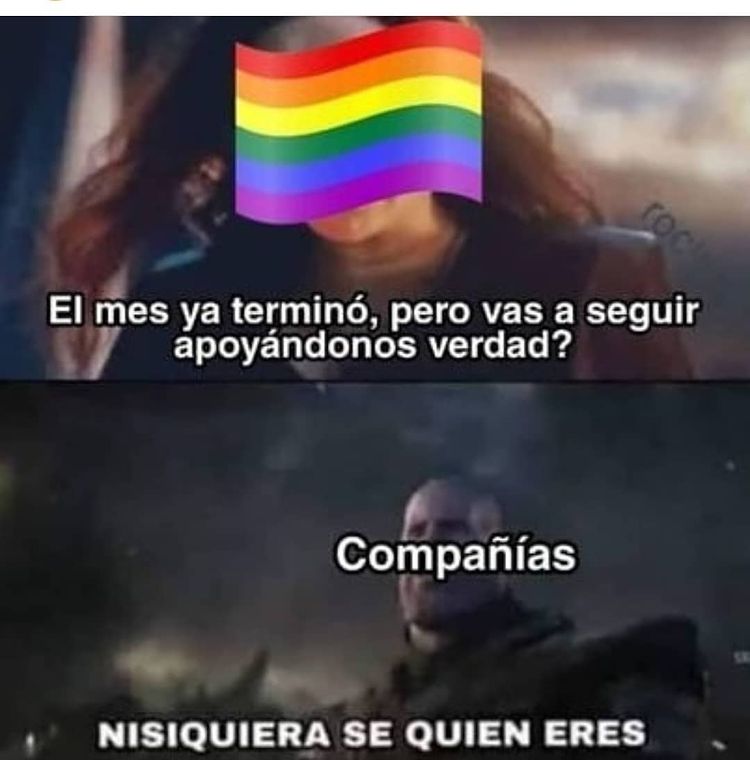 El mes ya terminó, pero vas a seguir
apoyándonos verdad?
Compañías
NISIQUIERA SE QUIEN ERES